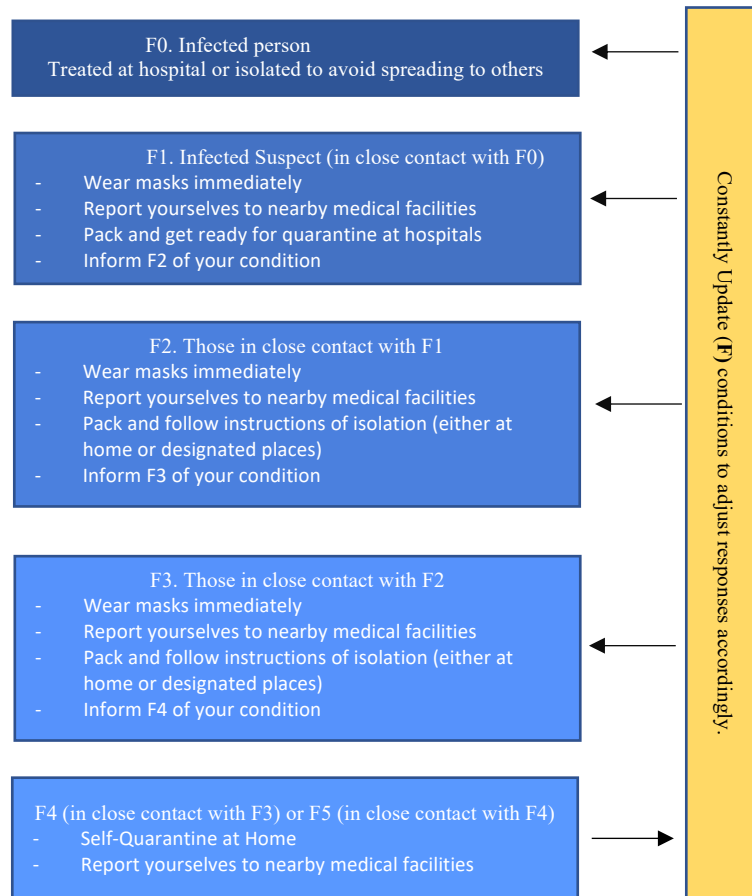 F0. Infected person
Treated at hospital or isolated to avoid spreading to others
F1. Infected Suspect (in close contact with F0)
- Wear masks immediately
- Report yourselves to nearby medical facilities
- Pack and get ready for quarantine at hospitals
- Inform F2 of your condition
F2. Those in close contact with F1
- Wear masks immediately
- Report yourselves to nearby medical facilities
- Pack and follow instructions of isolation (either at
home or designated places)
- Inform F3 of your condition
F3. Those in close contact with F2
- Wear masks immediately
- Report yourselves to nearby medical facilities
- Pack and follow instructions of isolation (either at
home or designated places)
- Inform F4 of your condition
F4 (in close contact with F3) or F5 (in close contact with F4)
- Self-Quarantine at Home
- Report yourselves to nearby medical facilities
Constantly Update (F) conditions to adjust responses accordingly.